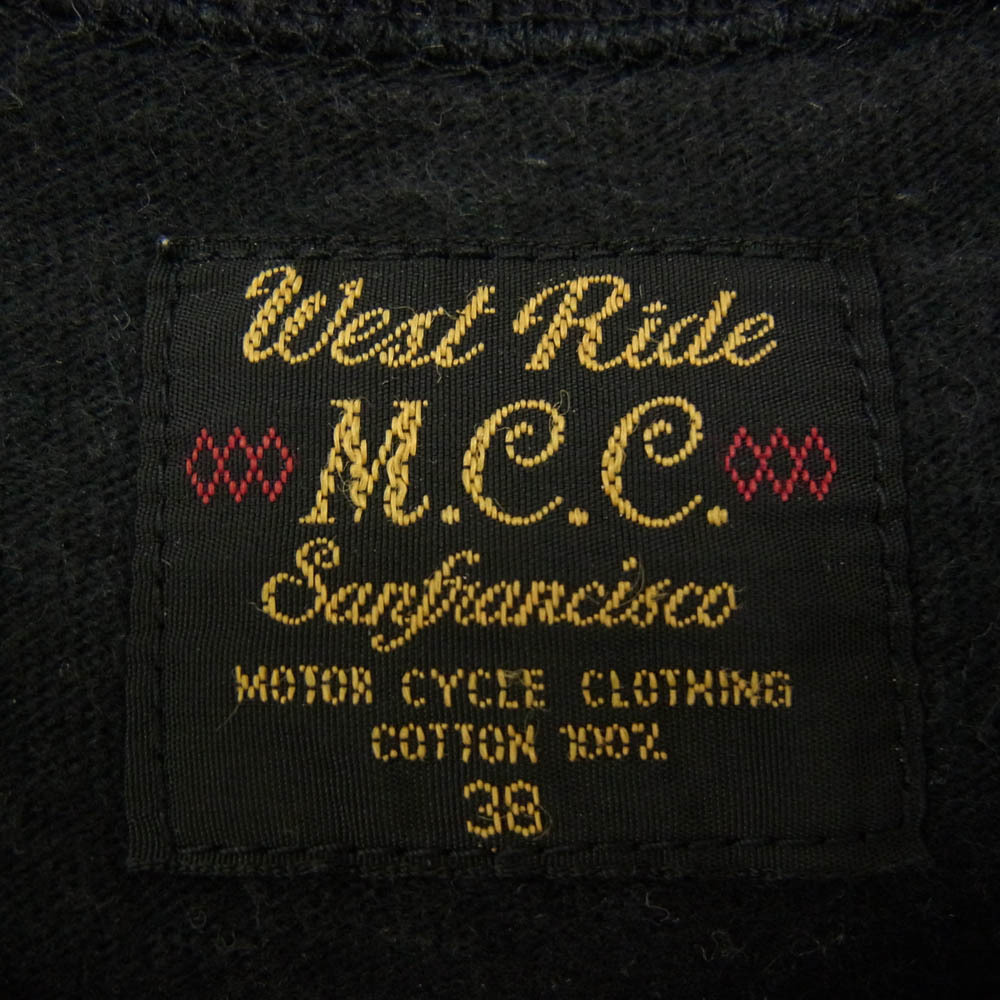 West Ride
M.C.C.
Sanfrancisco
MOTOR CYCLE CLOTHING
COTTON 100%
38